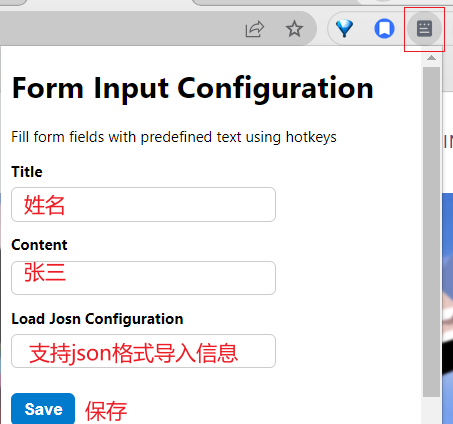 Form Input Configuration
Fill form fields with predefined text using hotkeys
Title
姓名
Content
张三
Load Josn Configuration
支持json格式导入信息
Save 保存